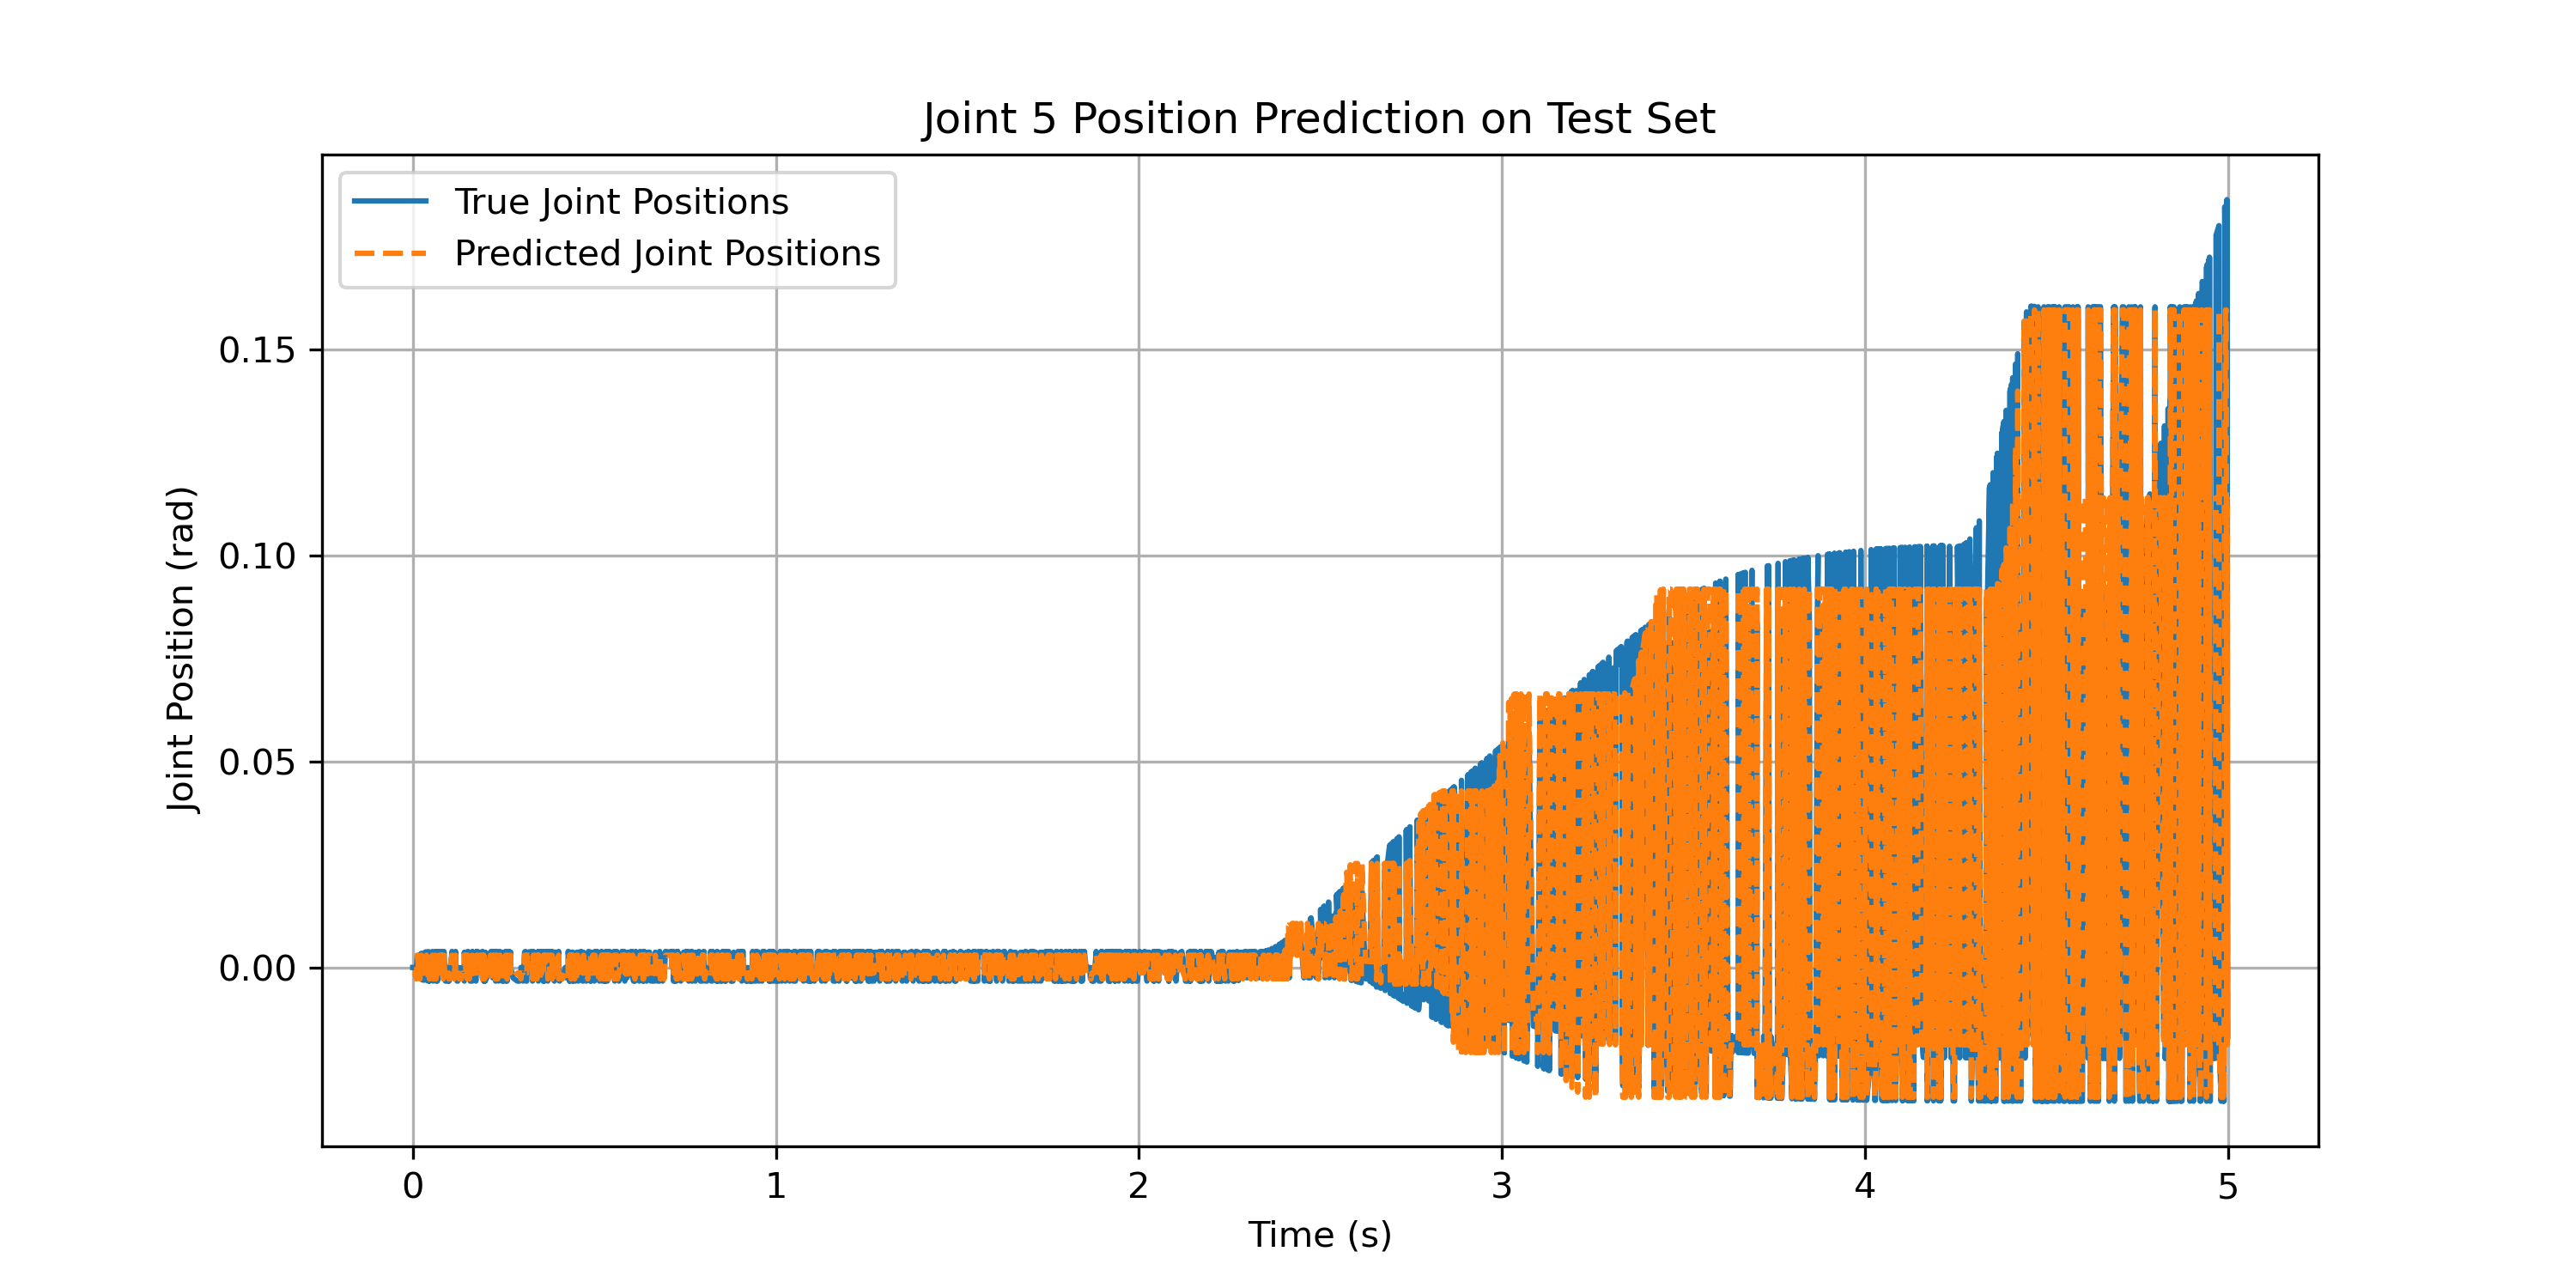 Joint 5 Position Prediction on Test Set
True Joint Positions
Predicted Joint Positions
Joint Position (rad)
0.15
0.10
0.05
0.00
0 1 2 3 4 5
Time (s)